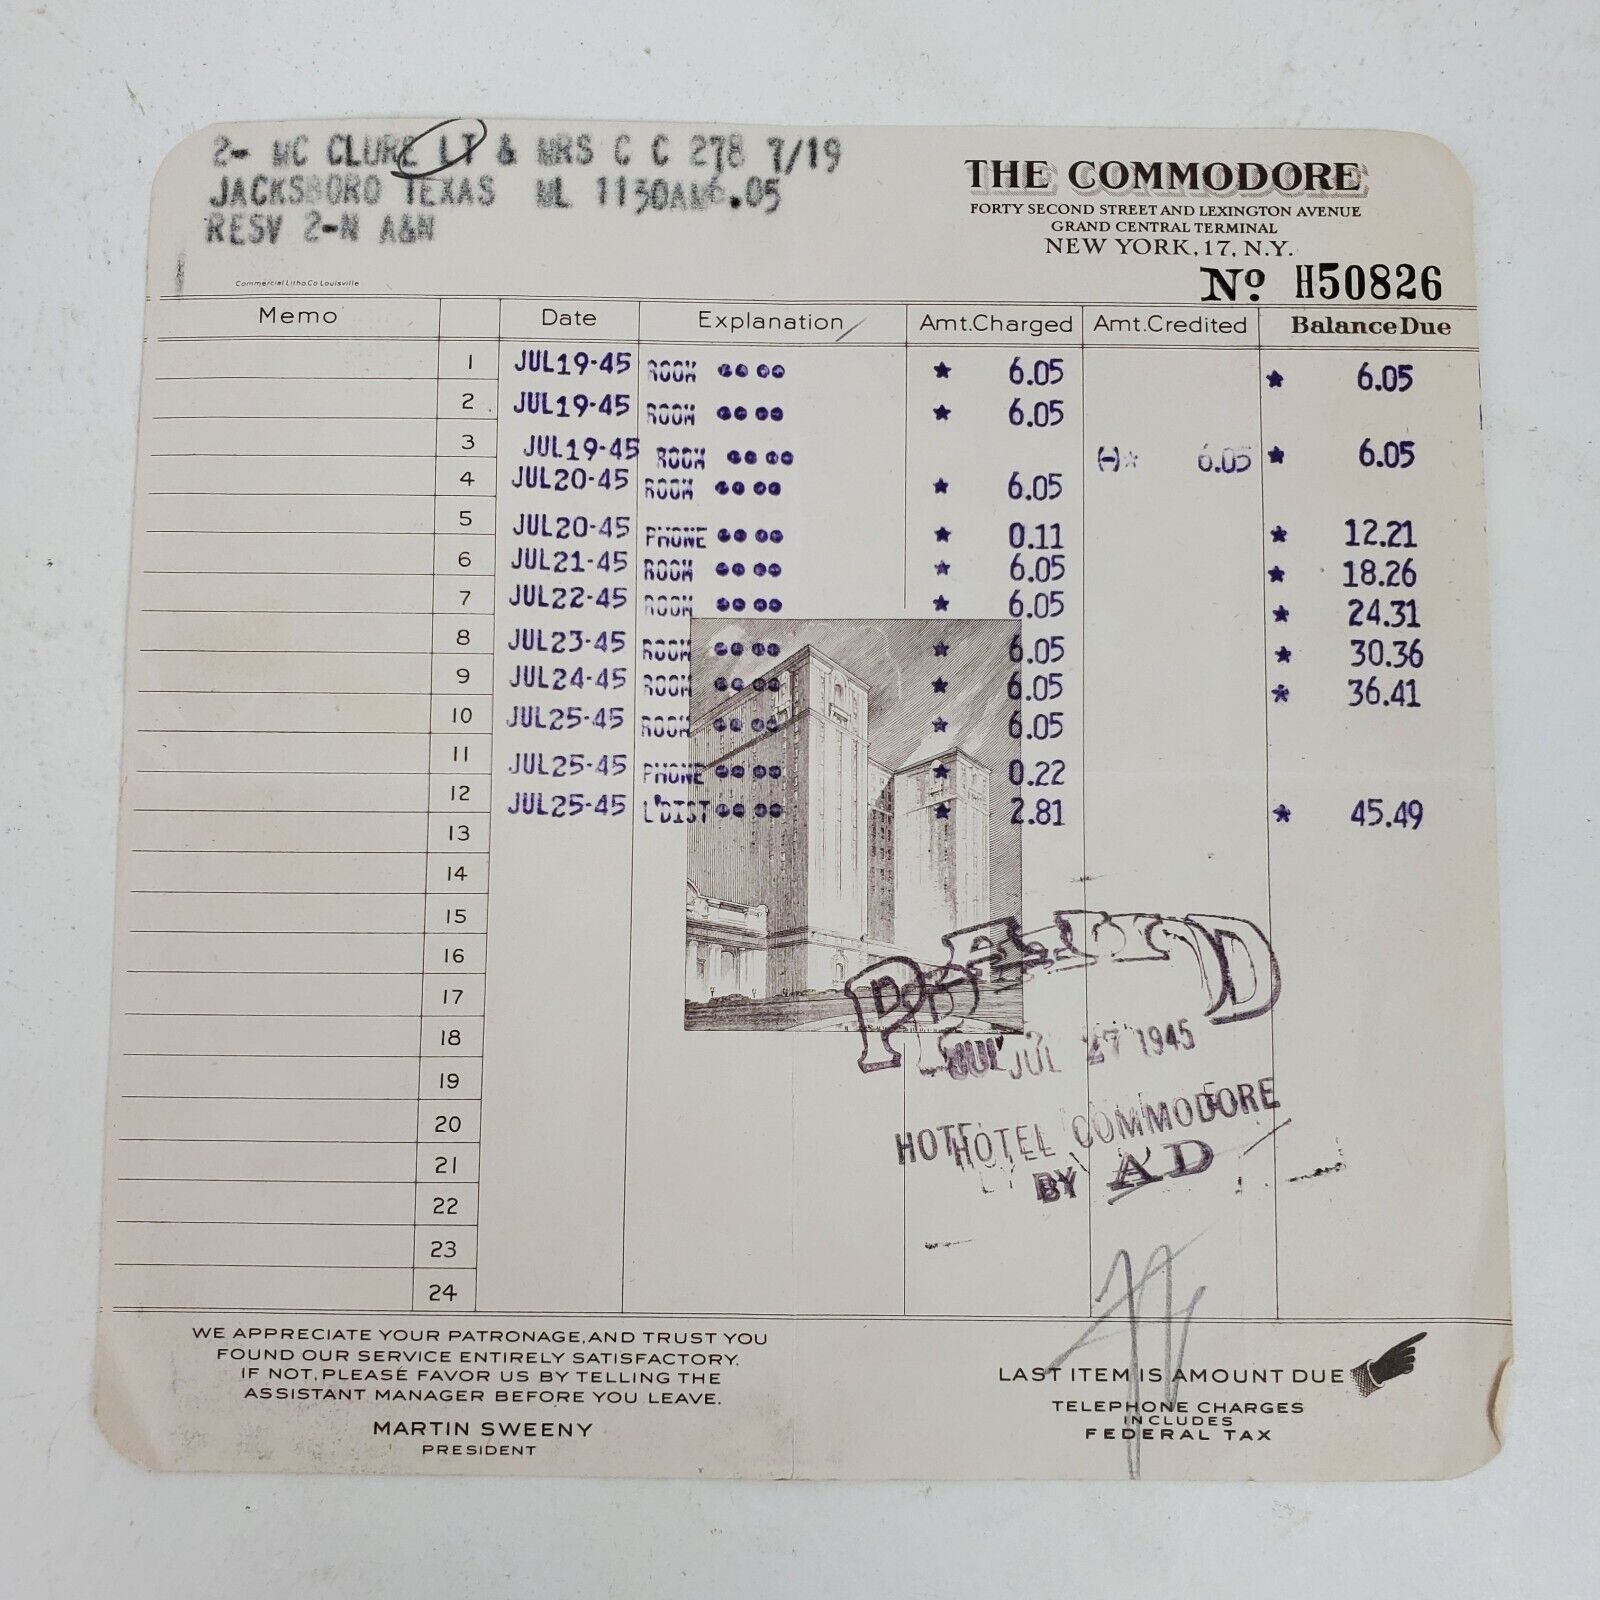 2- MC CLURE LT & MRS C C 278 7/19
JACKSBORO TEXAS ML 1130AM6.05
RESV 2-N A&N
Commercial Litho Co Louisville
THE COMMODORE
FORTY SECOND STREET AND LEXINGTON AVENUE
GRAND CENTRAL TERMINAL
NEW YORK, 17, N.Y.
No. H50826
Memo Date Explanation Amt. Charged Amt. Credited Balance Due
1 JUL19-45 ROOM ★ 6.05 ★ 6.05
2 JUL19-45 ROOM ★ 6.05
3 JUL19-45 ROOM (-)★ 6.05 ★ 6.05
4 JUL20-45 ROOM ★ 6.05
5 JUL20-45 PHONE ★ 0.11 ★ 12.21
6 JUL21-45 ROOM ★ 6.05 ★ 18.26
7 JUL22-45 ROOM ★ 6.05 ★ 24.31
8 JUL23-45 ROOM ★ 6.05 ★ 30.36
9 JUL24-45 ROOM ★ 6.05 ★ 36.41
10 JUL25-45 ROOM ★ 6.05
11 JUL25-45 PHONE ★ 0.22
12 JUL25-45 L'DIST ★ 2.81 ★ 45.49
13
14
15
16
17
18
19
20
21
22
23
24
PAID
JUL JUL 27 1945
HOTEL COMMODORE
BY AD
WE APPRECIATE YOUR PATRONAGE, AND TRUST YOU
FOUND OUR SERVICE ENTIRELY SATISFACTORY.
IF NOT, PLEASE FAVOR US BY TELLING THE
ASSISTANT MANAGER BEFORE YOU LEAVE.
MARTIN SWEENY
PRESIDENT
LAST ITEM IS AMOUNT DUE
TELEPHONE CHARGES
INCLUDES
FEDERAL TAX